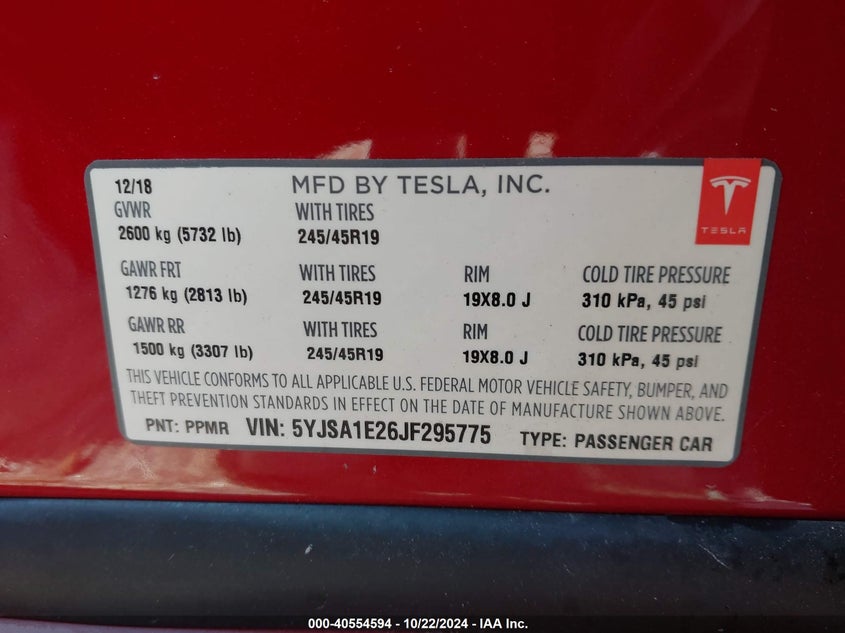 12/18 MFD BY TESLA, INC.
GVWR WITH TIRES
2600 kg (5732 lb) 245/45R19
TESLA
GAWR FRT WITH TIRES RIM COLD TIRE PRESSURE
1276 kg (2813 lb) 245/45R19 19X8.0 J 310 kPa, 45 psi
GAWR RR WITH TIRES RIM COLD TIRE PRESSURE
1500 kg (3307 lb) 245/45R19 19X8.0 J 310 kPa, 45 psi
THIS VEHICLE CONFORMS TO ALL APPLICABLE U.S. FEDERAL MOTOR VEHICLE SAFETY, BUMPER, AND
THEFT PREVENTION STANDARDS IN EFFECT ON THE DATE OF MANUFACTURE SHOWN ABOVE.
PNT: PPMR VIN: 5YJSA1E26JF295775 TYPE: PASSENGER CAR
000-40554594 - 10/22/2024 - IAA Inc.